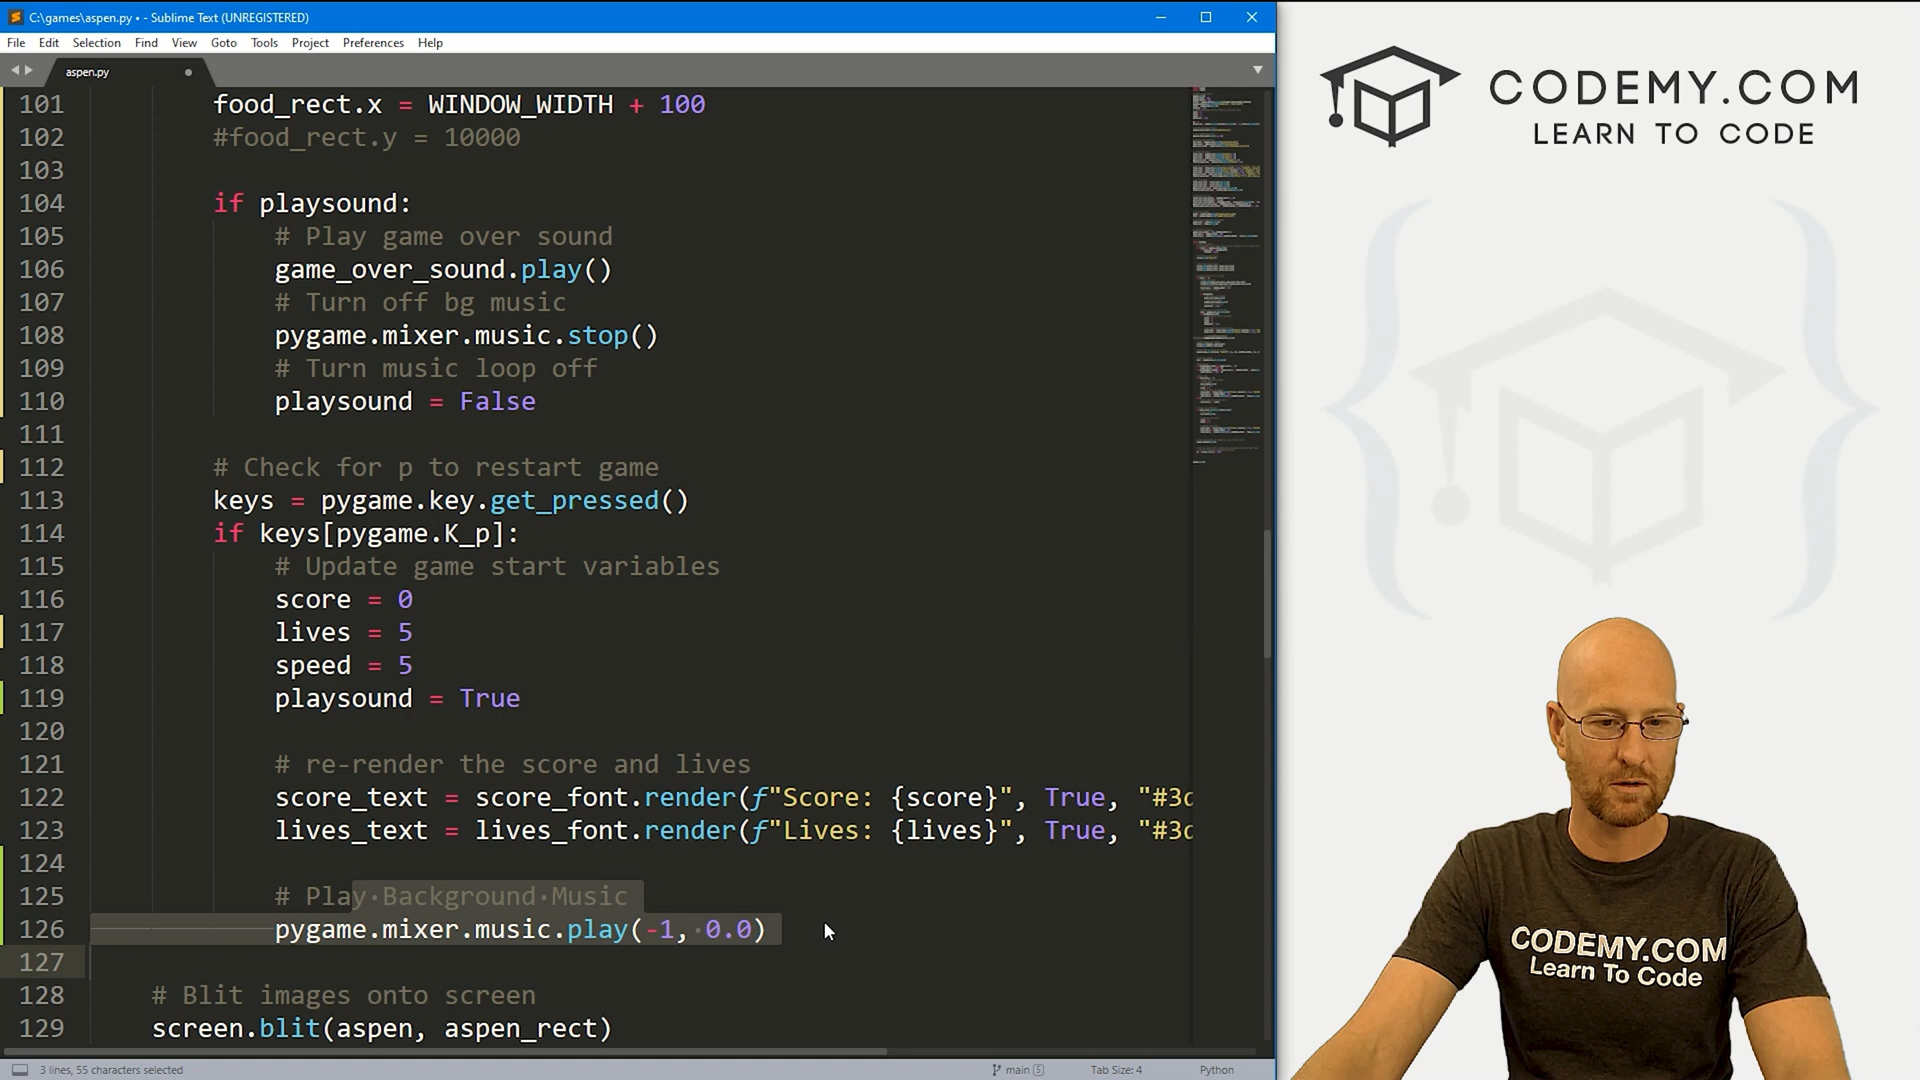 C:\games\aspen.py • - Sublime Text (UNREGISTERED)
File Edit Selection Find View Goto Tools Project Preferences Help
aspen.py
101 food_rect.x = WINDOW_WIDTH + 100
102 #food_rect.y = 10000
103
104 if playsound:
105 # Play game over sound
106 game_over_sound.play()
107 # Turn off bg music
108 pygame.mixer.music.stop()
109 # Turn music loop off
110 playsound = False
111
112 # Check for p to restart game
113 keys = pygame.key.get_pressed()
114 if keys[pygame.K_p]:
115 # Update game start variables
116 score = 0
117 lives = 5
118 speed = 5
119 playsound = True
120
121 # re-render the score and lives
122 score_text = score_font.render(f"Score: {score}", True, "#3d
123 lives_text = lives_font.render(f"Lives: {lives}", True, "#3d
124
125 # Play Background Music
126 pygame.mixer.music.play(-1, 0.0)
127
128 # Blit images onto screen
129 screen.blit(aspen, aspen_rect)
3 lines, 55 characters selected
main 5
Tab Size: 4
Python
CODEMY.COM
LEARN TO CODE
CODEMY.COM
Learn To Code